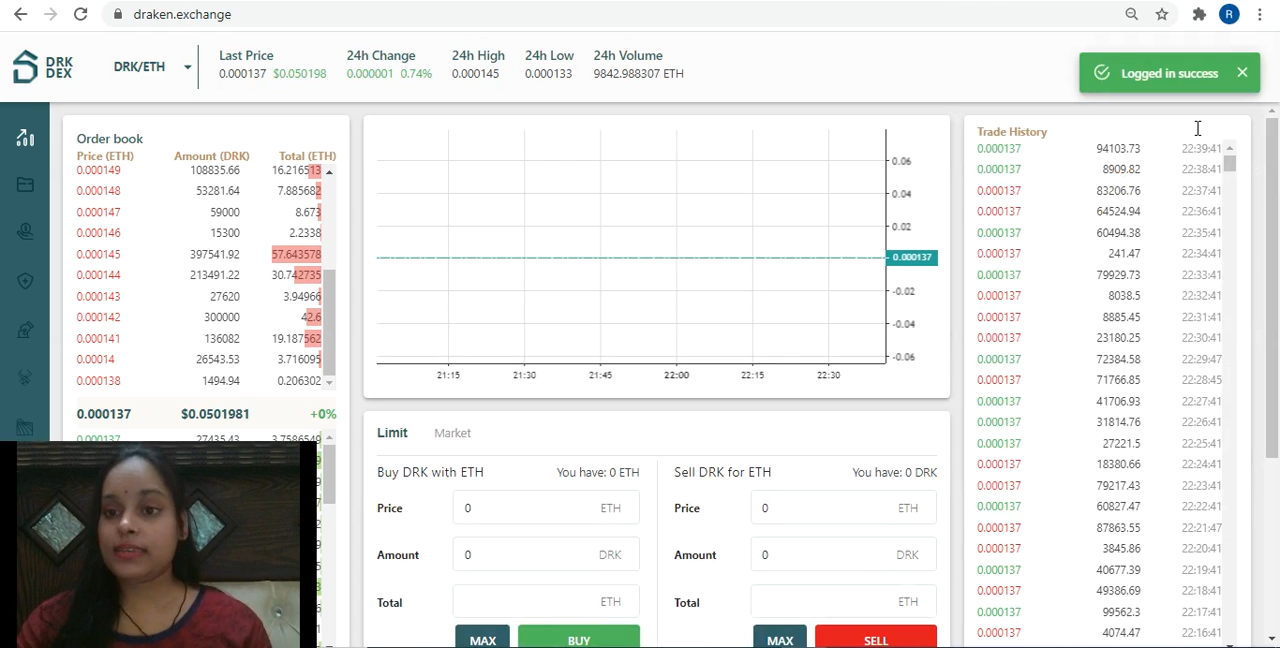 draken.exchange
R
DRK
DEX
DRK/ETH
Last Price
0.000137 $0.050198
24h Change
0.000001 0.74%
24h High
0.000145
24h Low
0.000133
24h Volume
9842.988307 ETH
Logged in success
Order book
Price (ETH) Amount (DRK) Total (ETH)
0.000149 108835.66 16.216513
0.000148 53281.64 7.885682
0.000147 59000 8.673
0.000146 15300 2.2338
0.000145 397541.92 57.643578
0.000144 213491.22 30.742735
0.000143 27620 3.94966
0.000142 300000 42.6
0.000141 136082 19.187562
0.00014 26543.53 3.716095
0.000138 1494.94 0.206302
0.000137 $0.0501981 +0%
0.000137 27435.43 3.7586549
0.06
0.04
0.02
0.000137
-0.02
-0.04
-0.06
21:15 21:30 21:45 22:00 22:15 22:30
Limit Market
Buy DRK with ETH You have: 0 ETH
Price 0 ETH
Amount 0 DRK
Total ETH
MAX BUY
Sell DRK for ETH You have: 0 DRK
Price 0 ETH
Amount 0 DRK
Total ETH
MAX SELL
Trade History
0.000137 94103.73 22:39:41
0.000137 8909.82 22:38:41
0.000137 83206.76 22:37:41
0.000137 64524.94 22:36:41
0.000137 60494.38 22:35:41
0.000137 241.47 22:34:41
0.000137 79929.73 22:33:41
0.000137 8038.5 22:32:41
0.000137 8885.45 22:31:41
0.000137 23180.25 22:30:41
0.000137 72384.58 22:29:47
0.000137 71766.85 22:28:45
0.000137 41706.93 22:27:41
0.000137 31814.76 22:26:41
0.000137 27221.5 22:25:41
0.000137 18380.66 22:24:41
0.000137 79217.43 22:23:41
0.000137 60827.47 22:22:41
0.000137 87863.55 22:21:47
0.000137 3845.86 22:20:41
0.000137 40677.39 22:19:41
0.000137 49386.69 22:18:41
0.000137 99562.3 22:17:41
0.000137 4074.47 22:16:41